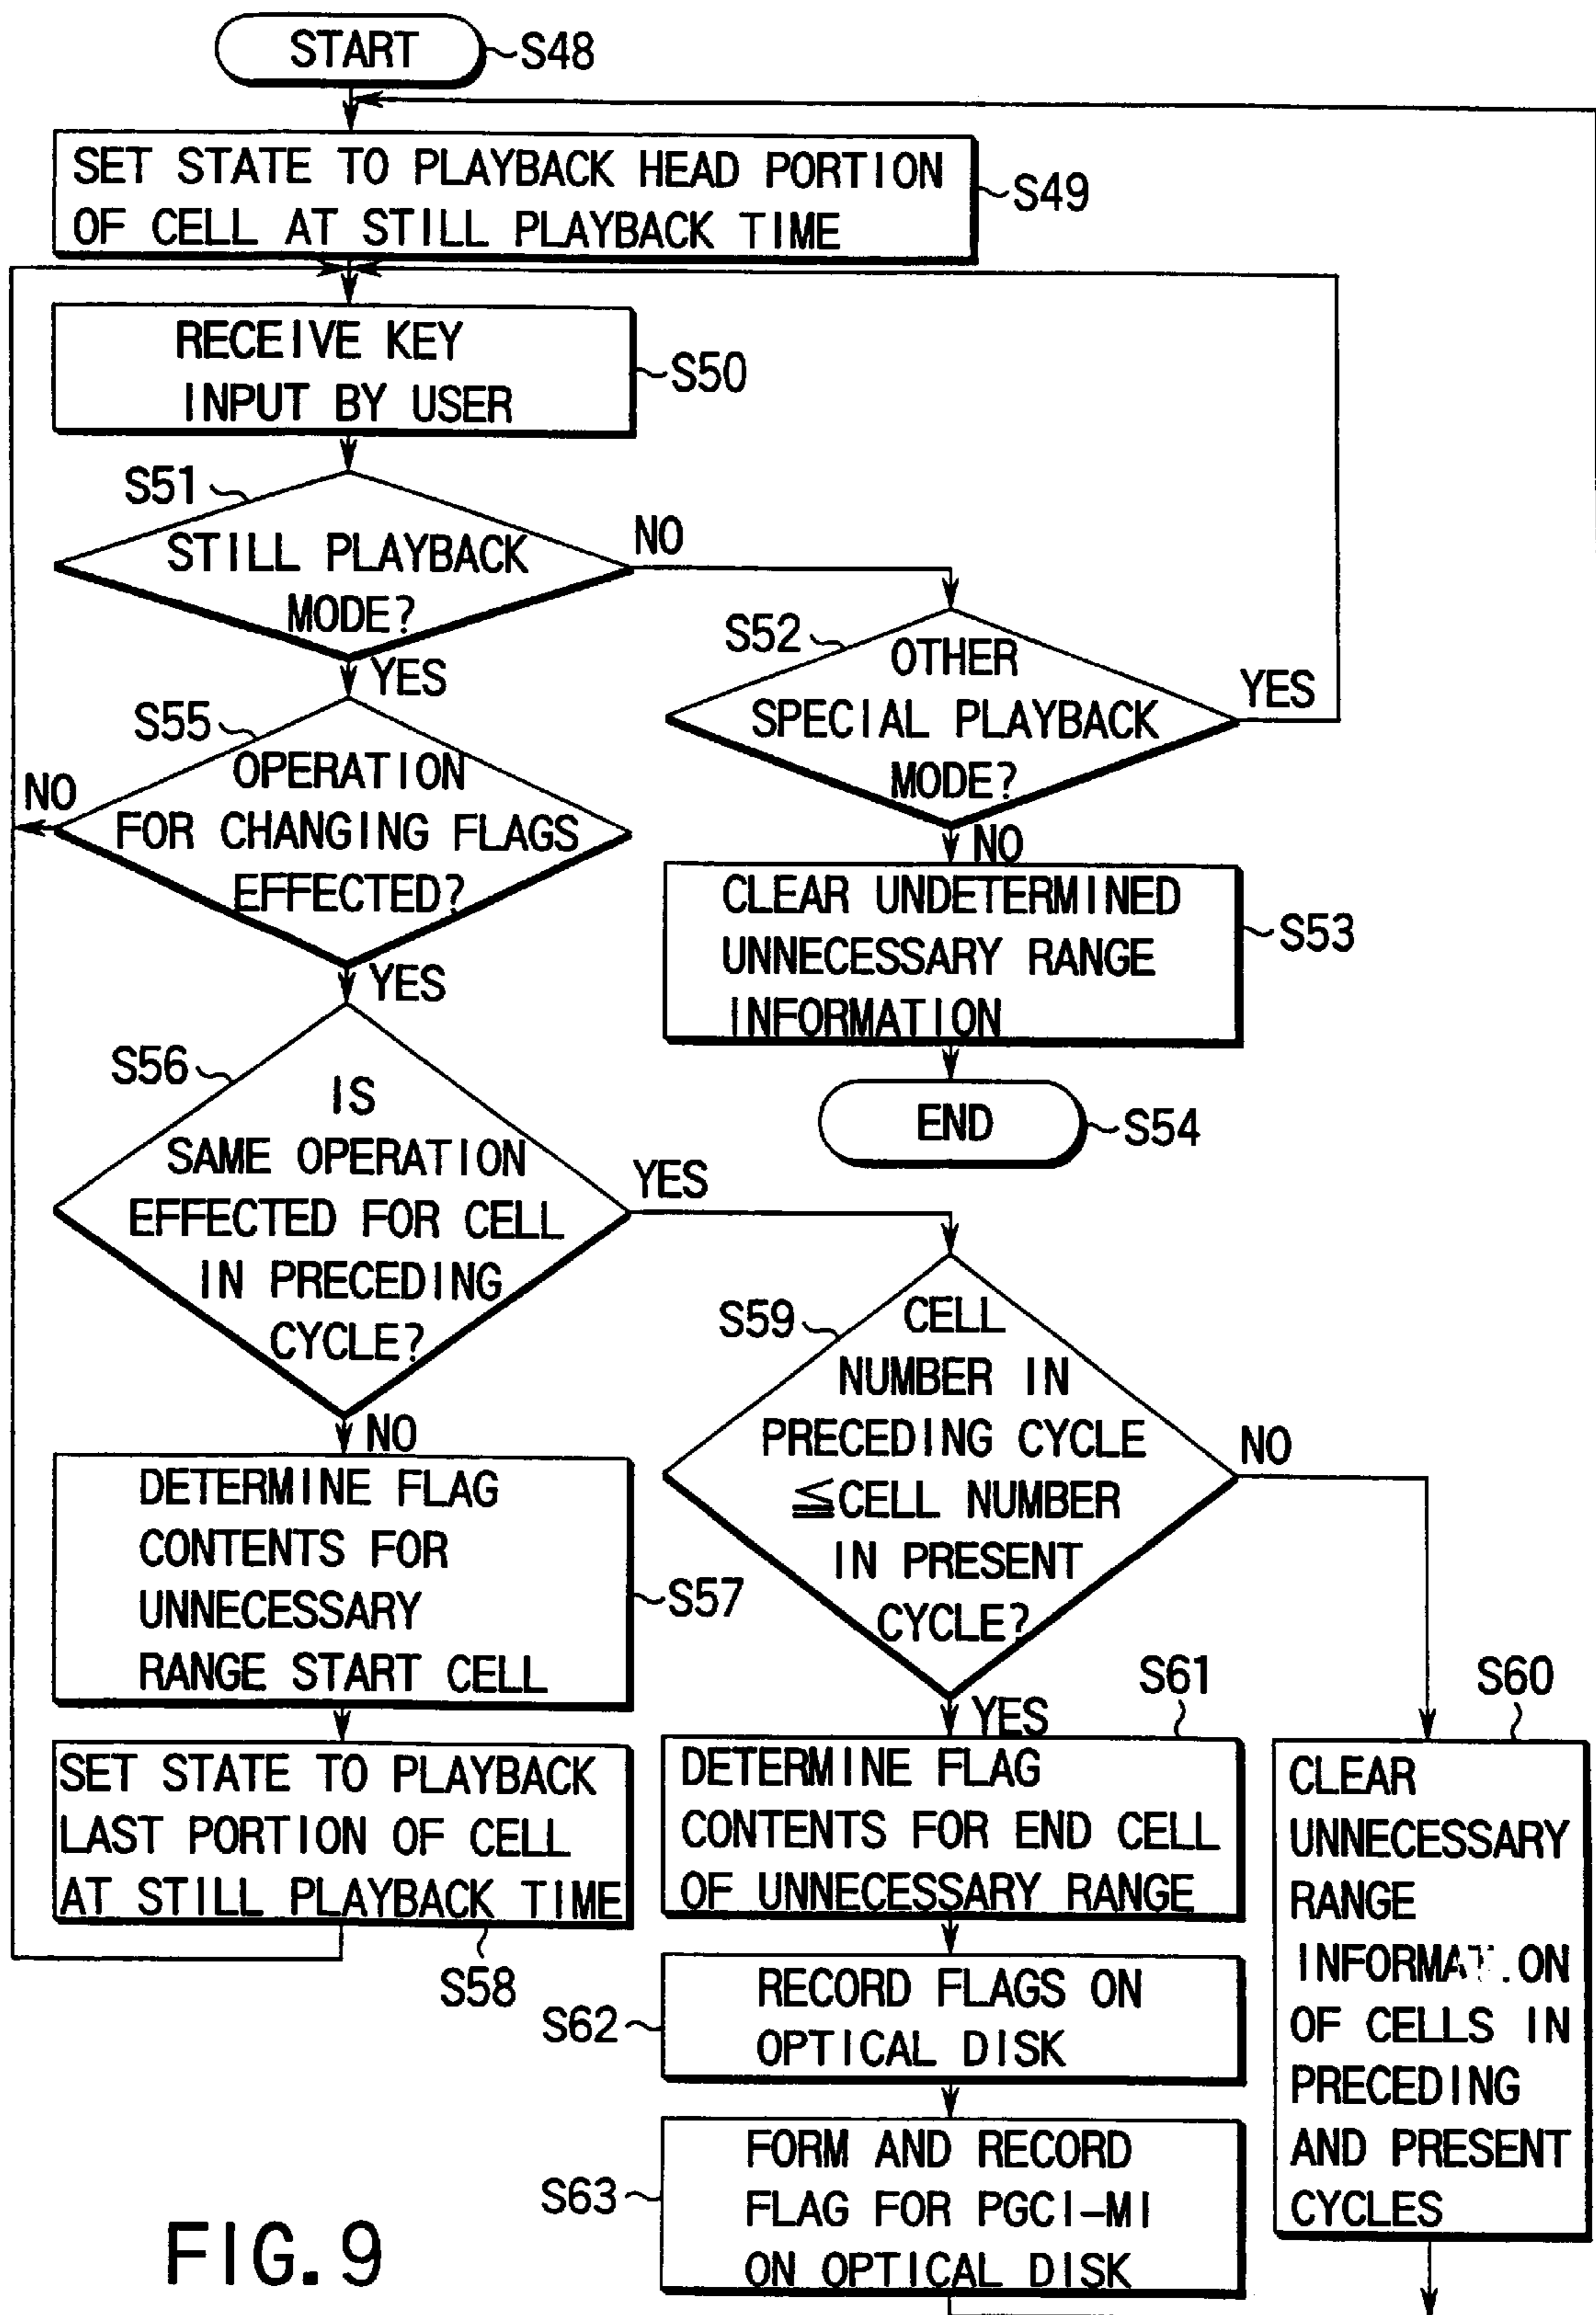 START
S48
SET STATE TO PLAYBACK HEAD PORTION
OF CELL AT STILL PLAYBACK TIME
S49
RECEIVE KEY
INPUT BY USER
S50
S51
STILL PLAYBACK
MODE?
NO
YES
S52
OTHER
SPECIAL PLAYBACK
MODE?
YES
NO
S55
OPERATION
FOR CHANGING FLAGS
EFFECTED?
NO
YES
CLEAR UNDETERMINED
UNNECESSARY RANGE
INFORMATION
S53
END
S54
S56
IS
SAME OPERATION
EFFECTED FOR CELL
IN PRECEDING
CYCLE?
YES
NO
S59
CELL
NUMBER IN
PRECEDING CYCLE
≦CELL NUMBER
IN PRESENT
CYCLE?
NO
YES
DETERMINE FLAG
CONTENTS FOR
UNNECESSARY
RANGE START CELL
S57
SET STATE TO PLAYBACK
LAST PORTION OF CELL
AT STILL PLAYBACK TIME
S58
S61
DETERMINE FLAG
CONTENTS FOR END CELL
OF UNNECESSARY RANGE
S60
CLEAR
UNNECESSARY
RANGE
INFORMAT.ON
OF CELLS IN
PRECEDING
AND PRESENT
CYCLES
S62
RECORD FLAGS ON
OPTICAL DISK
S63
FORM AND RECORD
FLAG FOR PGCI-MI
ON OPTICAL DISK
FIG. 9